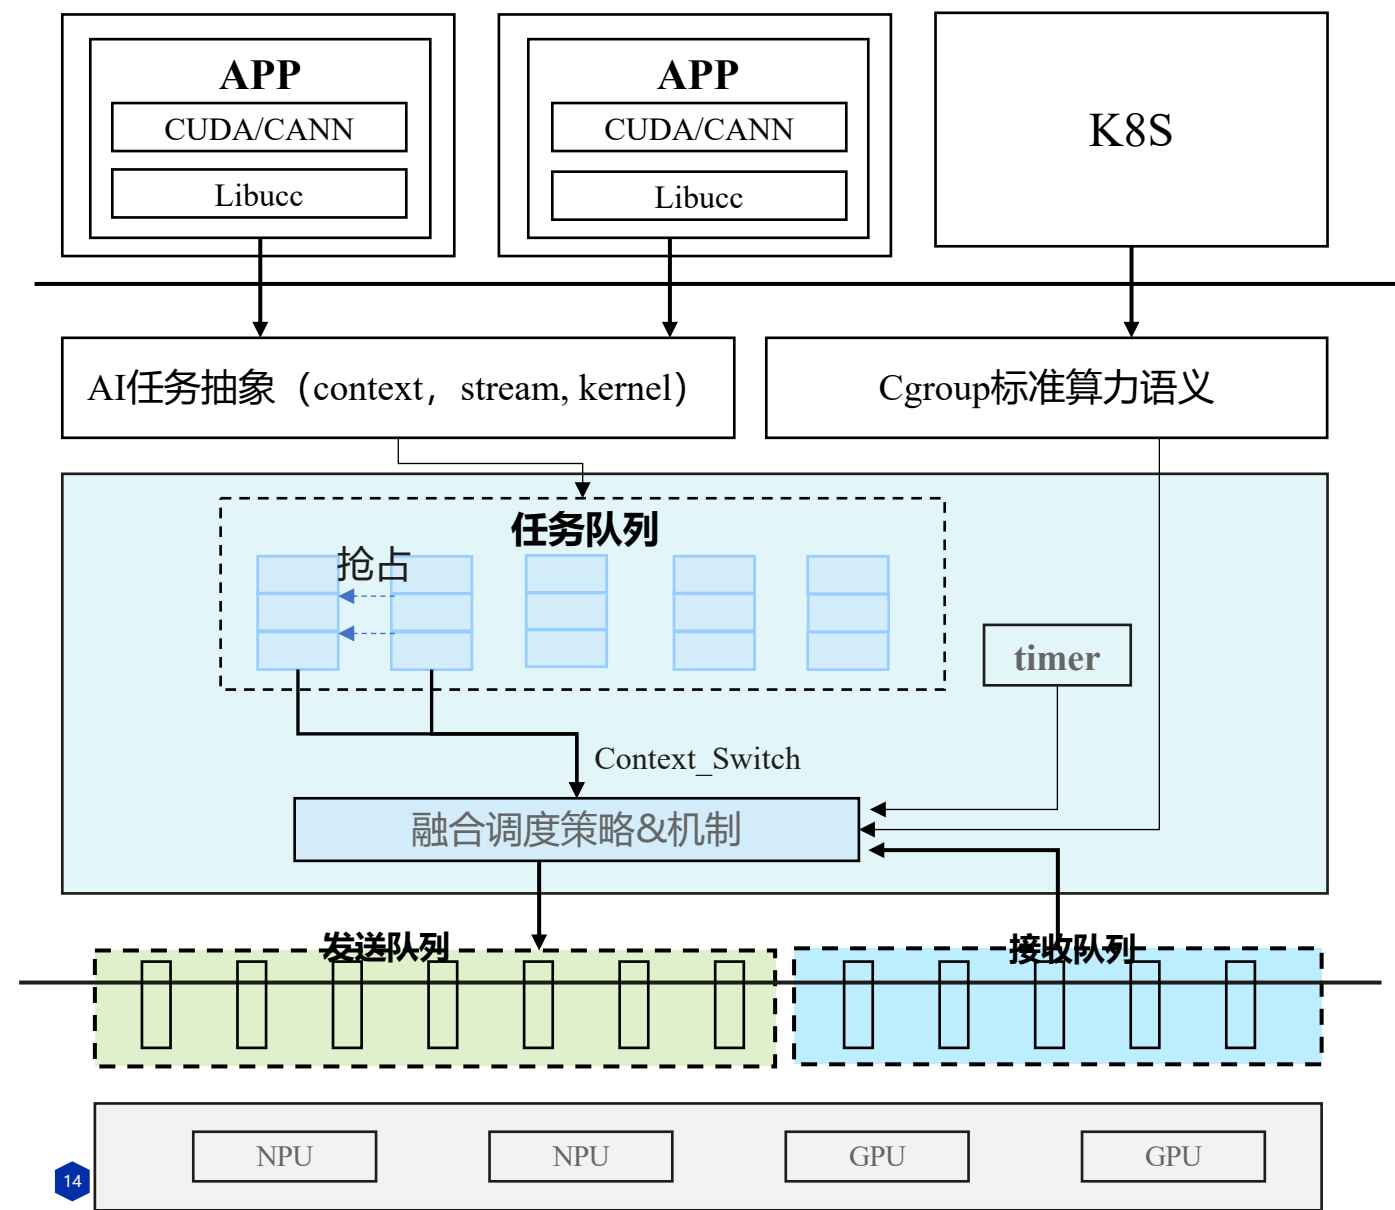 APP
CUDA/CANN
Libucc
APP
CUDA/CANN
Libucc
K8S
AI任务抽象（context，stream, kernel）
Cgroup标准算力语义
任务队列
抢占
timer
Context_Switch
融合调度策略&机制
发送队列
接收队列
NPU
NPU
GPU
GPU
14